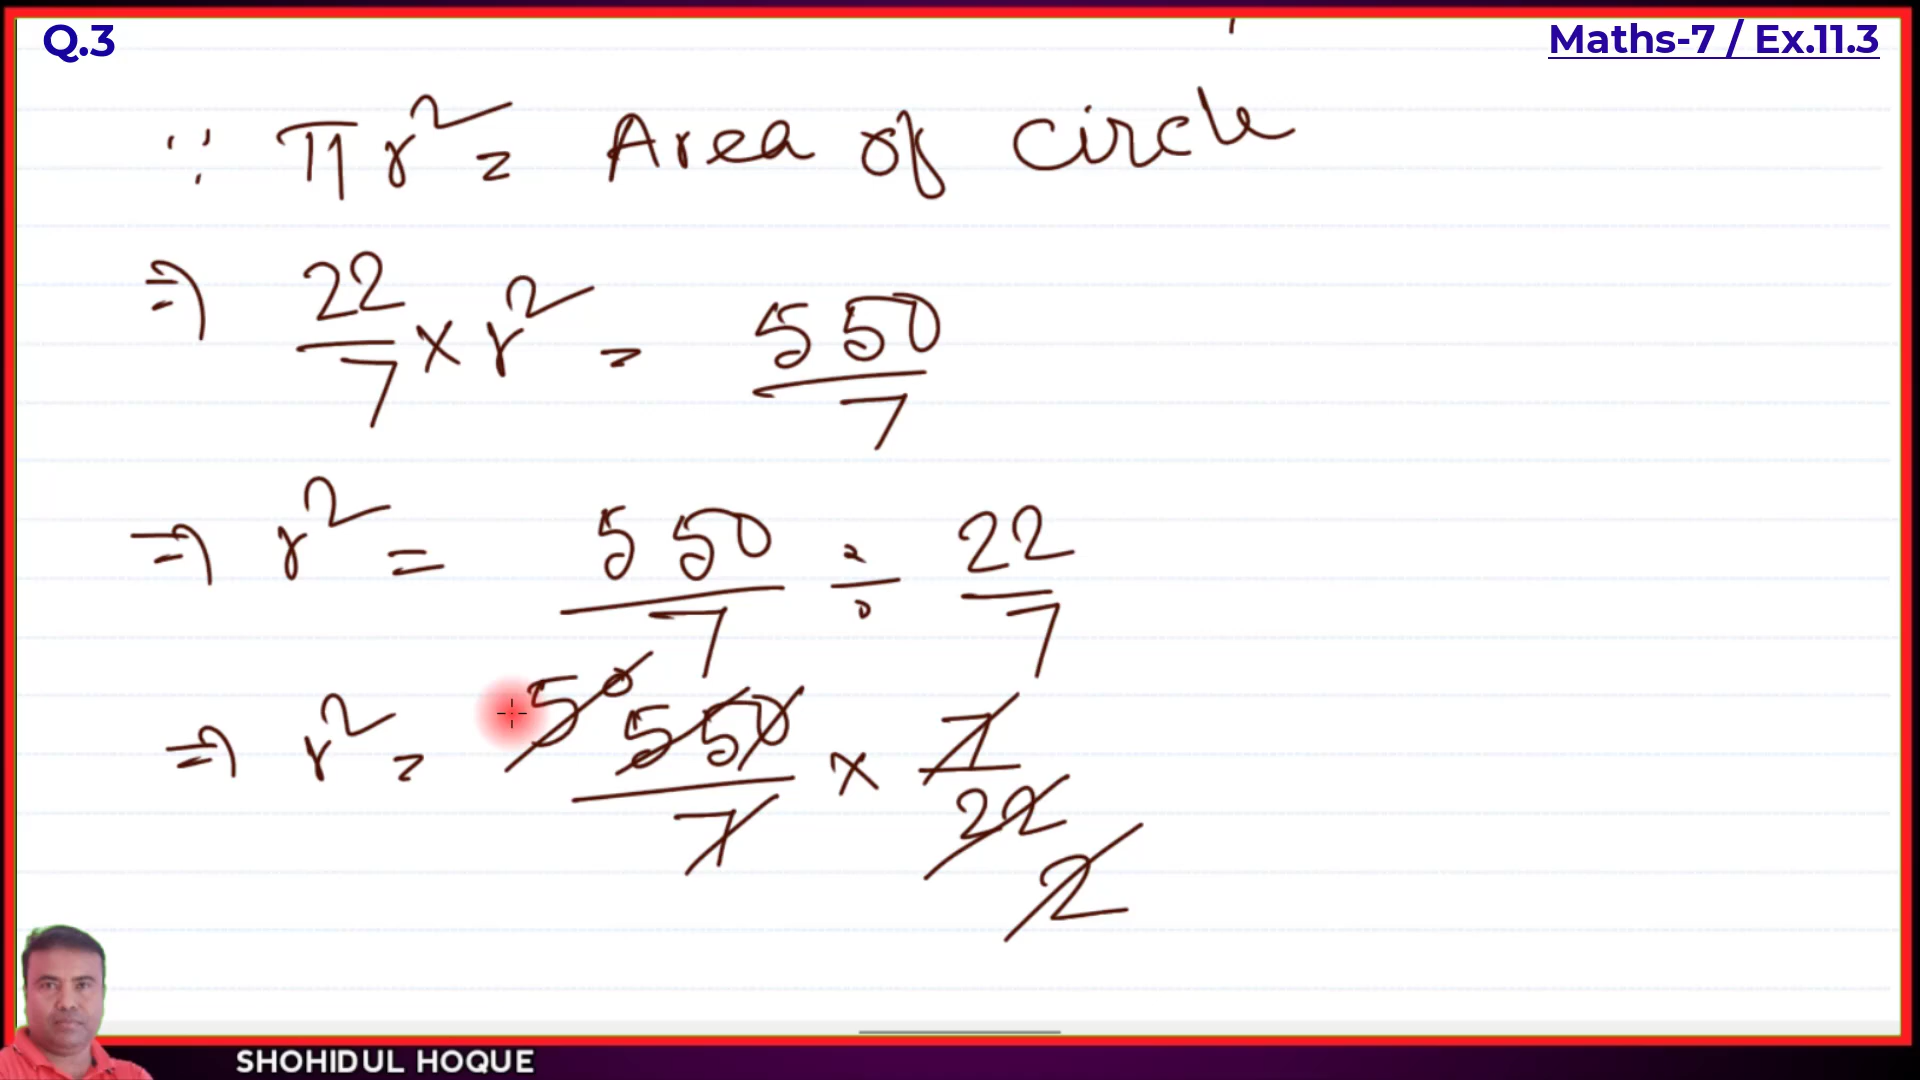 Q.3
Maths-7 / Ex.11.3
∵ πr² = Area of circle
⇒ 22/7 × r² = 550/7
⇒ r² = 550/7 ÷ 22/7
⇒ r² = 50 550/7 × 7/22 2
SHOHIDUL HOQUE